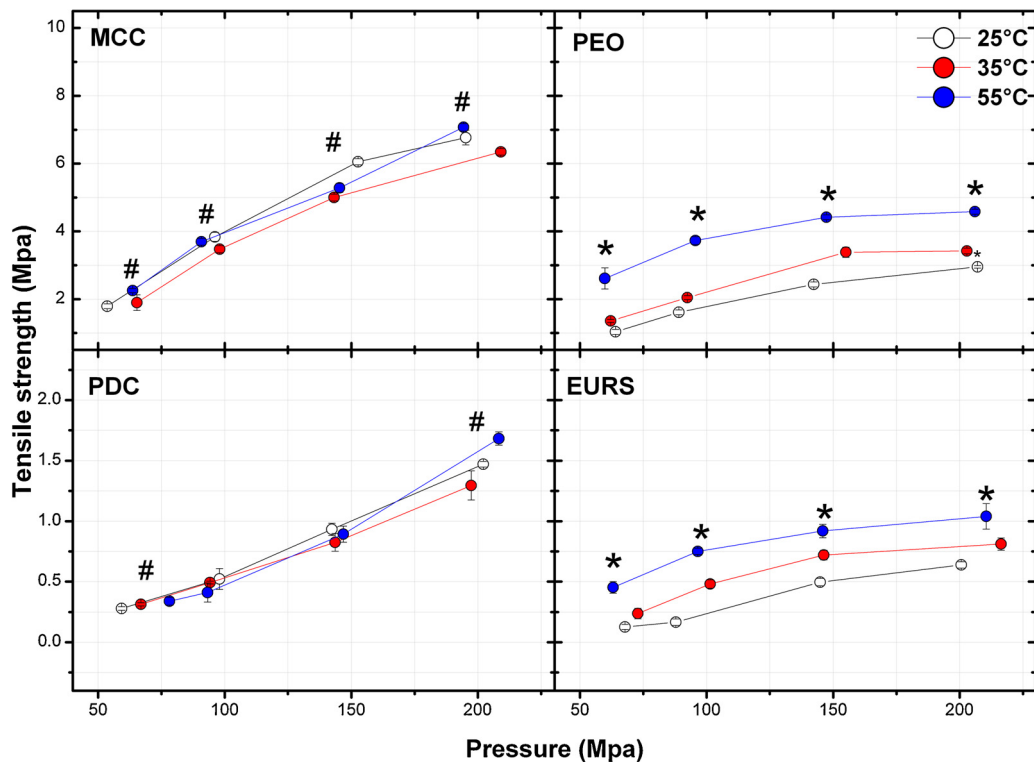 MCC
PEO
25°C
35°C
55°C
10
8
6
4
2
# # # #
* * * *
*
PDC
EURS
2.0
1.5
1.0
0.5
0.0
# #
* * * *
50 100 150 200
50 100 150 200
Tensile strength (Mpa)
Pressure (Mpa)